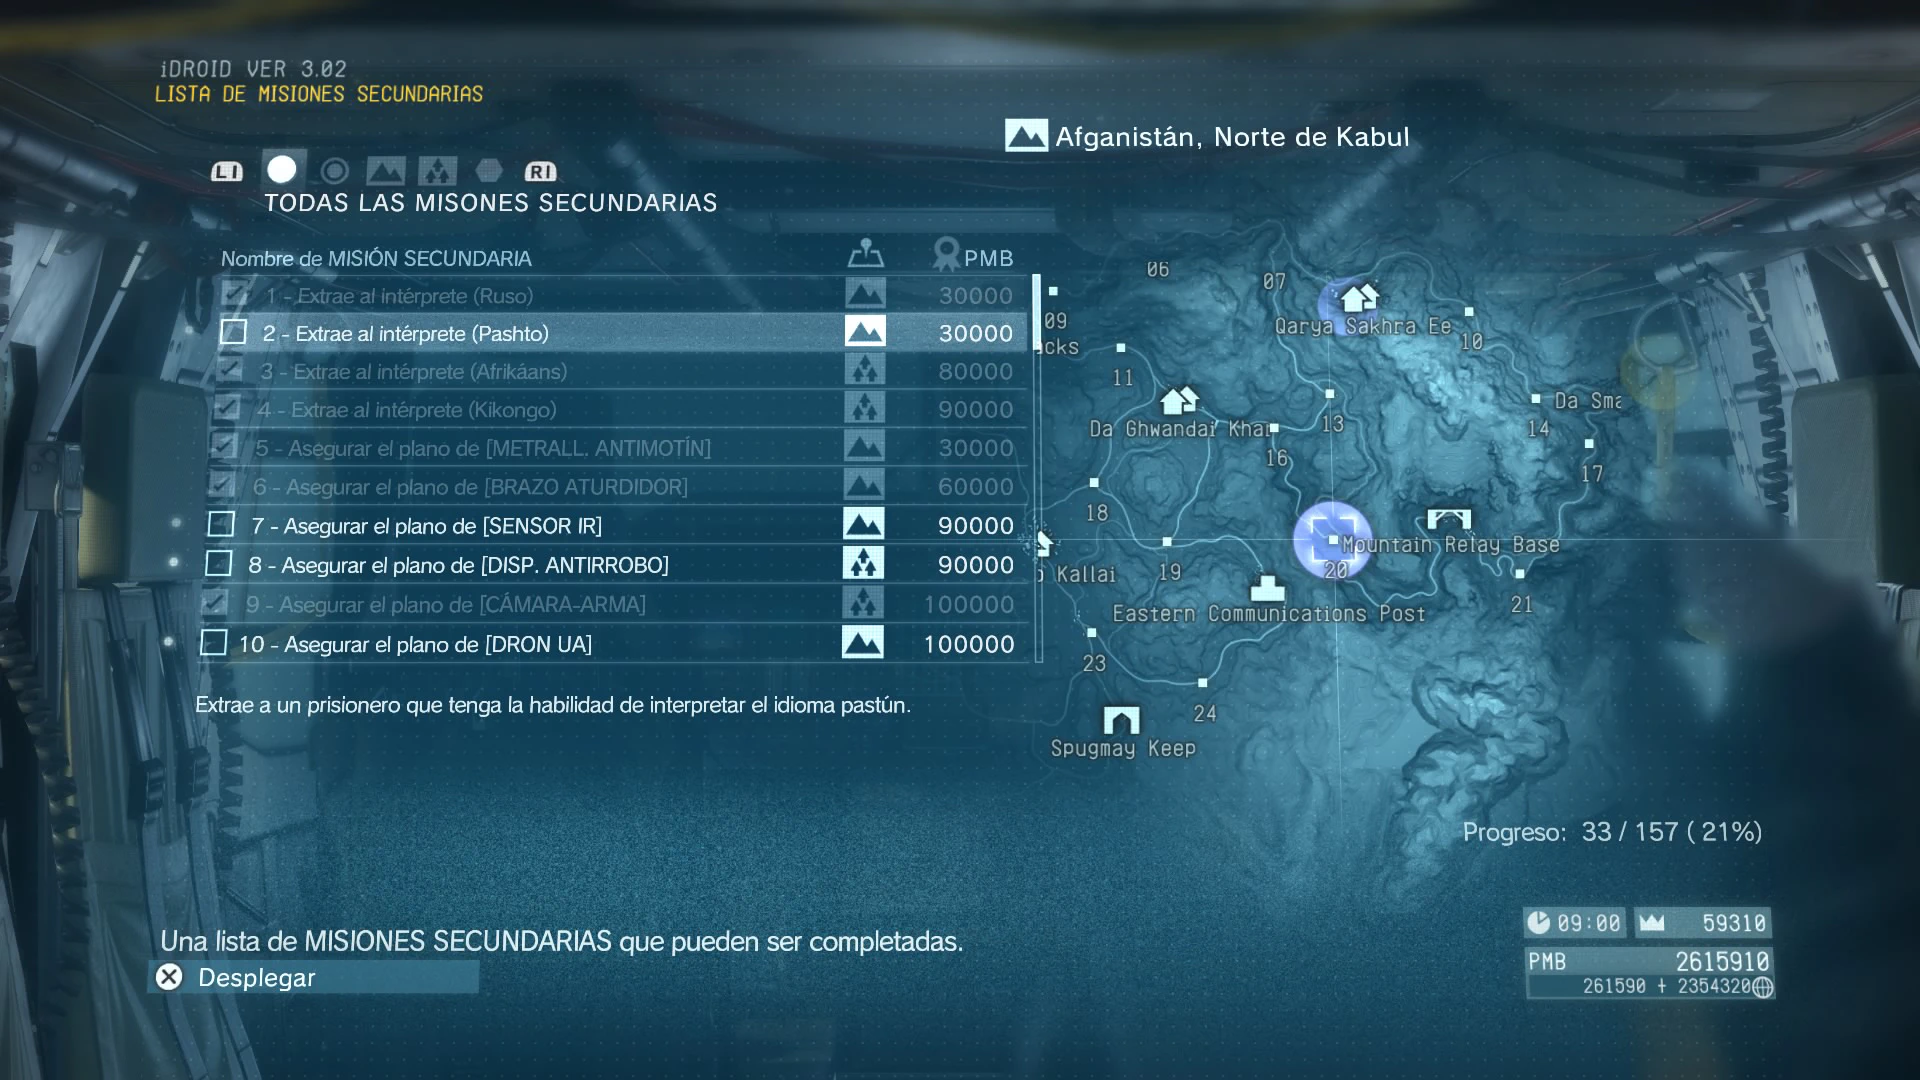 iDROID VER 3.02
LISTA DE MISIONES SECUNDARIAS
Afganistán, Norte de Kabul
L1 R1
TODAS LAS MISONES SECUNDARIAS
Nombre de MISIÓN SECUNDARIA PMB
1 - Extrae al intérprete (Ruso) 30000
2 - Extrae al intérprete (Pashto) 30000
3 - Extrae al intérprete (Afrikáans) 80000
4 - Extrae al intérprete (Kikongo) 90000
5 - Asegurar el plano de [METRALL. ANTIMOTÍN] 30000
6 - Asegurar el plano de [BRAZO ATURDIDOR] 60000
7 - Asegurar el plano de [SENSOR IR] 90000
8 - Asegurar el plano de [DISP. ANTIRROBO] 90000
9 - Asegurar el plano de [CÁMARA-ARMA] 100000
10 - Asegurar el plano de [DRON UA] 100000
Extrae a un prisionero que tenga la habilidad de interpretar el idioma pastún.
06
07
09
Qarya Sakhra Ee
10
acks
11
Da Sma
Da Ghwandai Khar
13
14
16
17
18
Mountain Relay Base
o Kallai
19
20
Eastern Communications Post
21
23
24
Spugmay Keep
Progreso: 33 / 157 ( 21%)
09:00 59310
PMB 2615910
261590 + 2354320
Una lista de MISIONES SECUNDARIAS que pueden ser completadas.
Desplegar